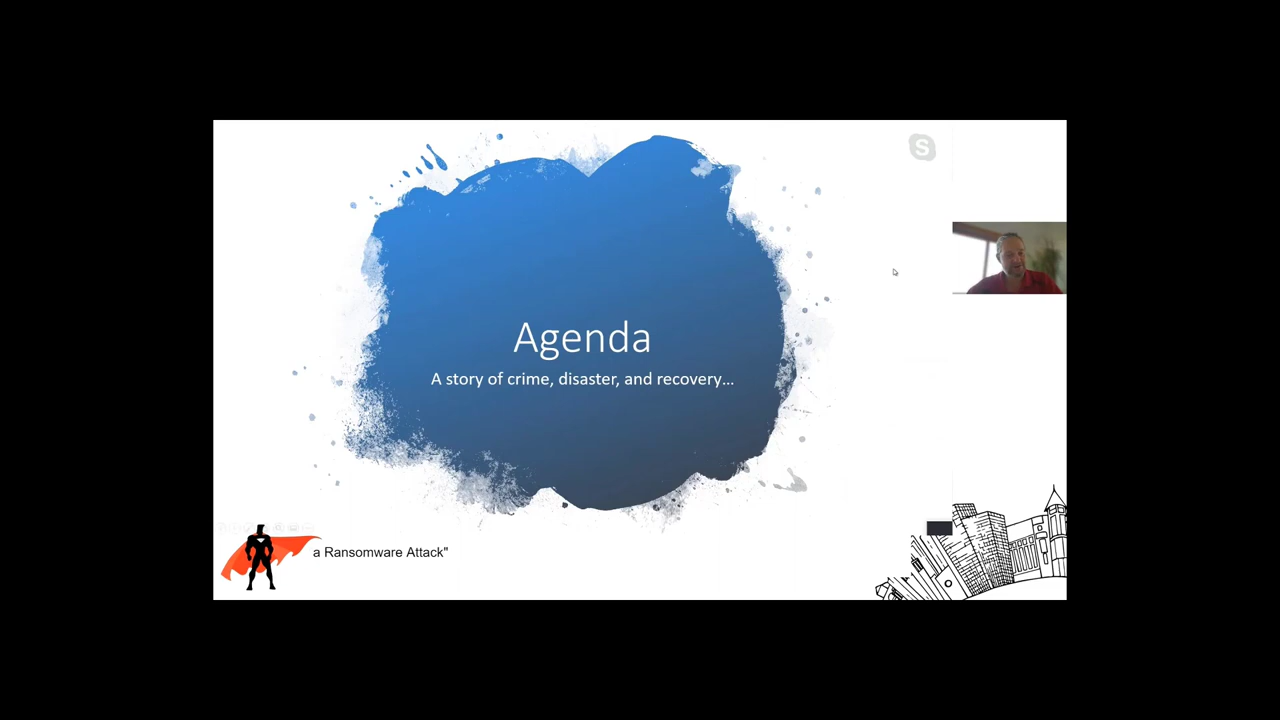 Agenda
A story of crime, disaster, and recovery...
a Ransomware Attack"
S